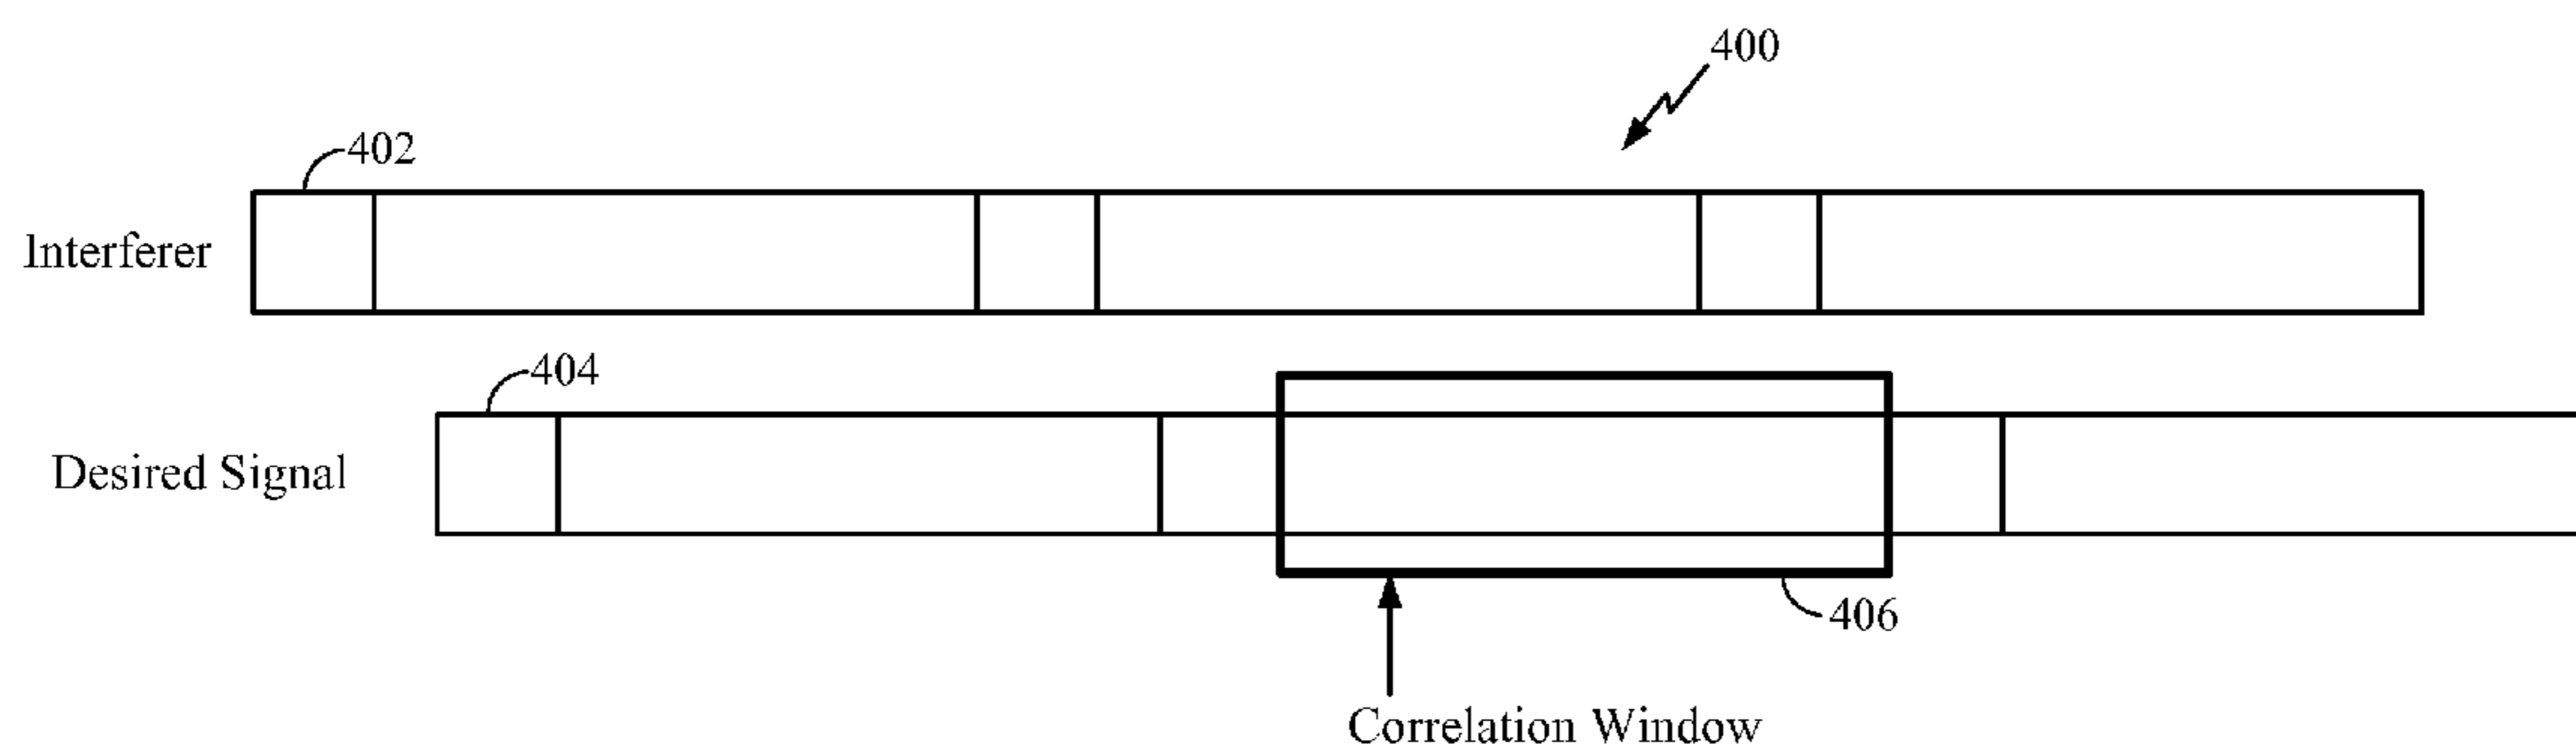 400
402
Interferer
404
Desired Signal
406
Correlation Window